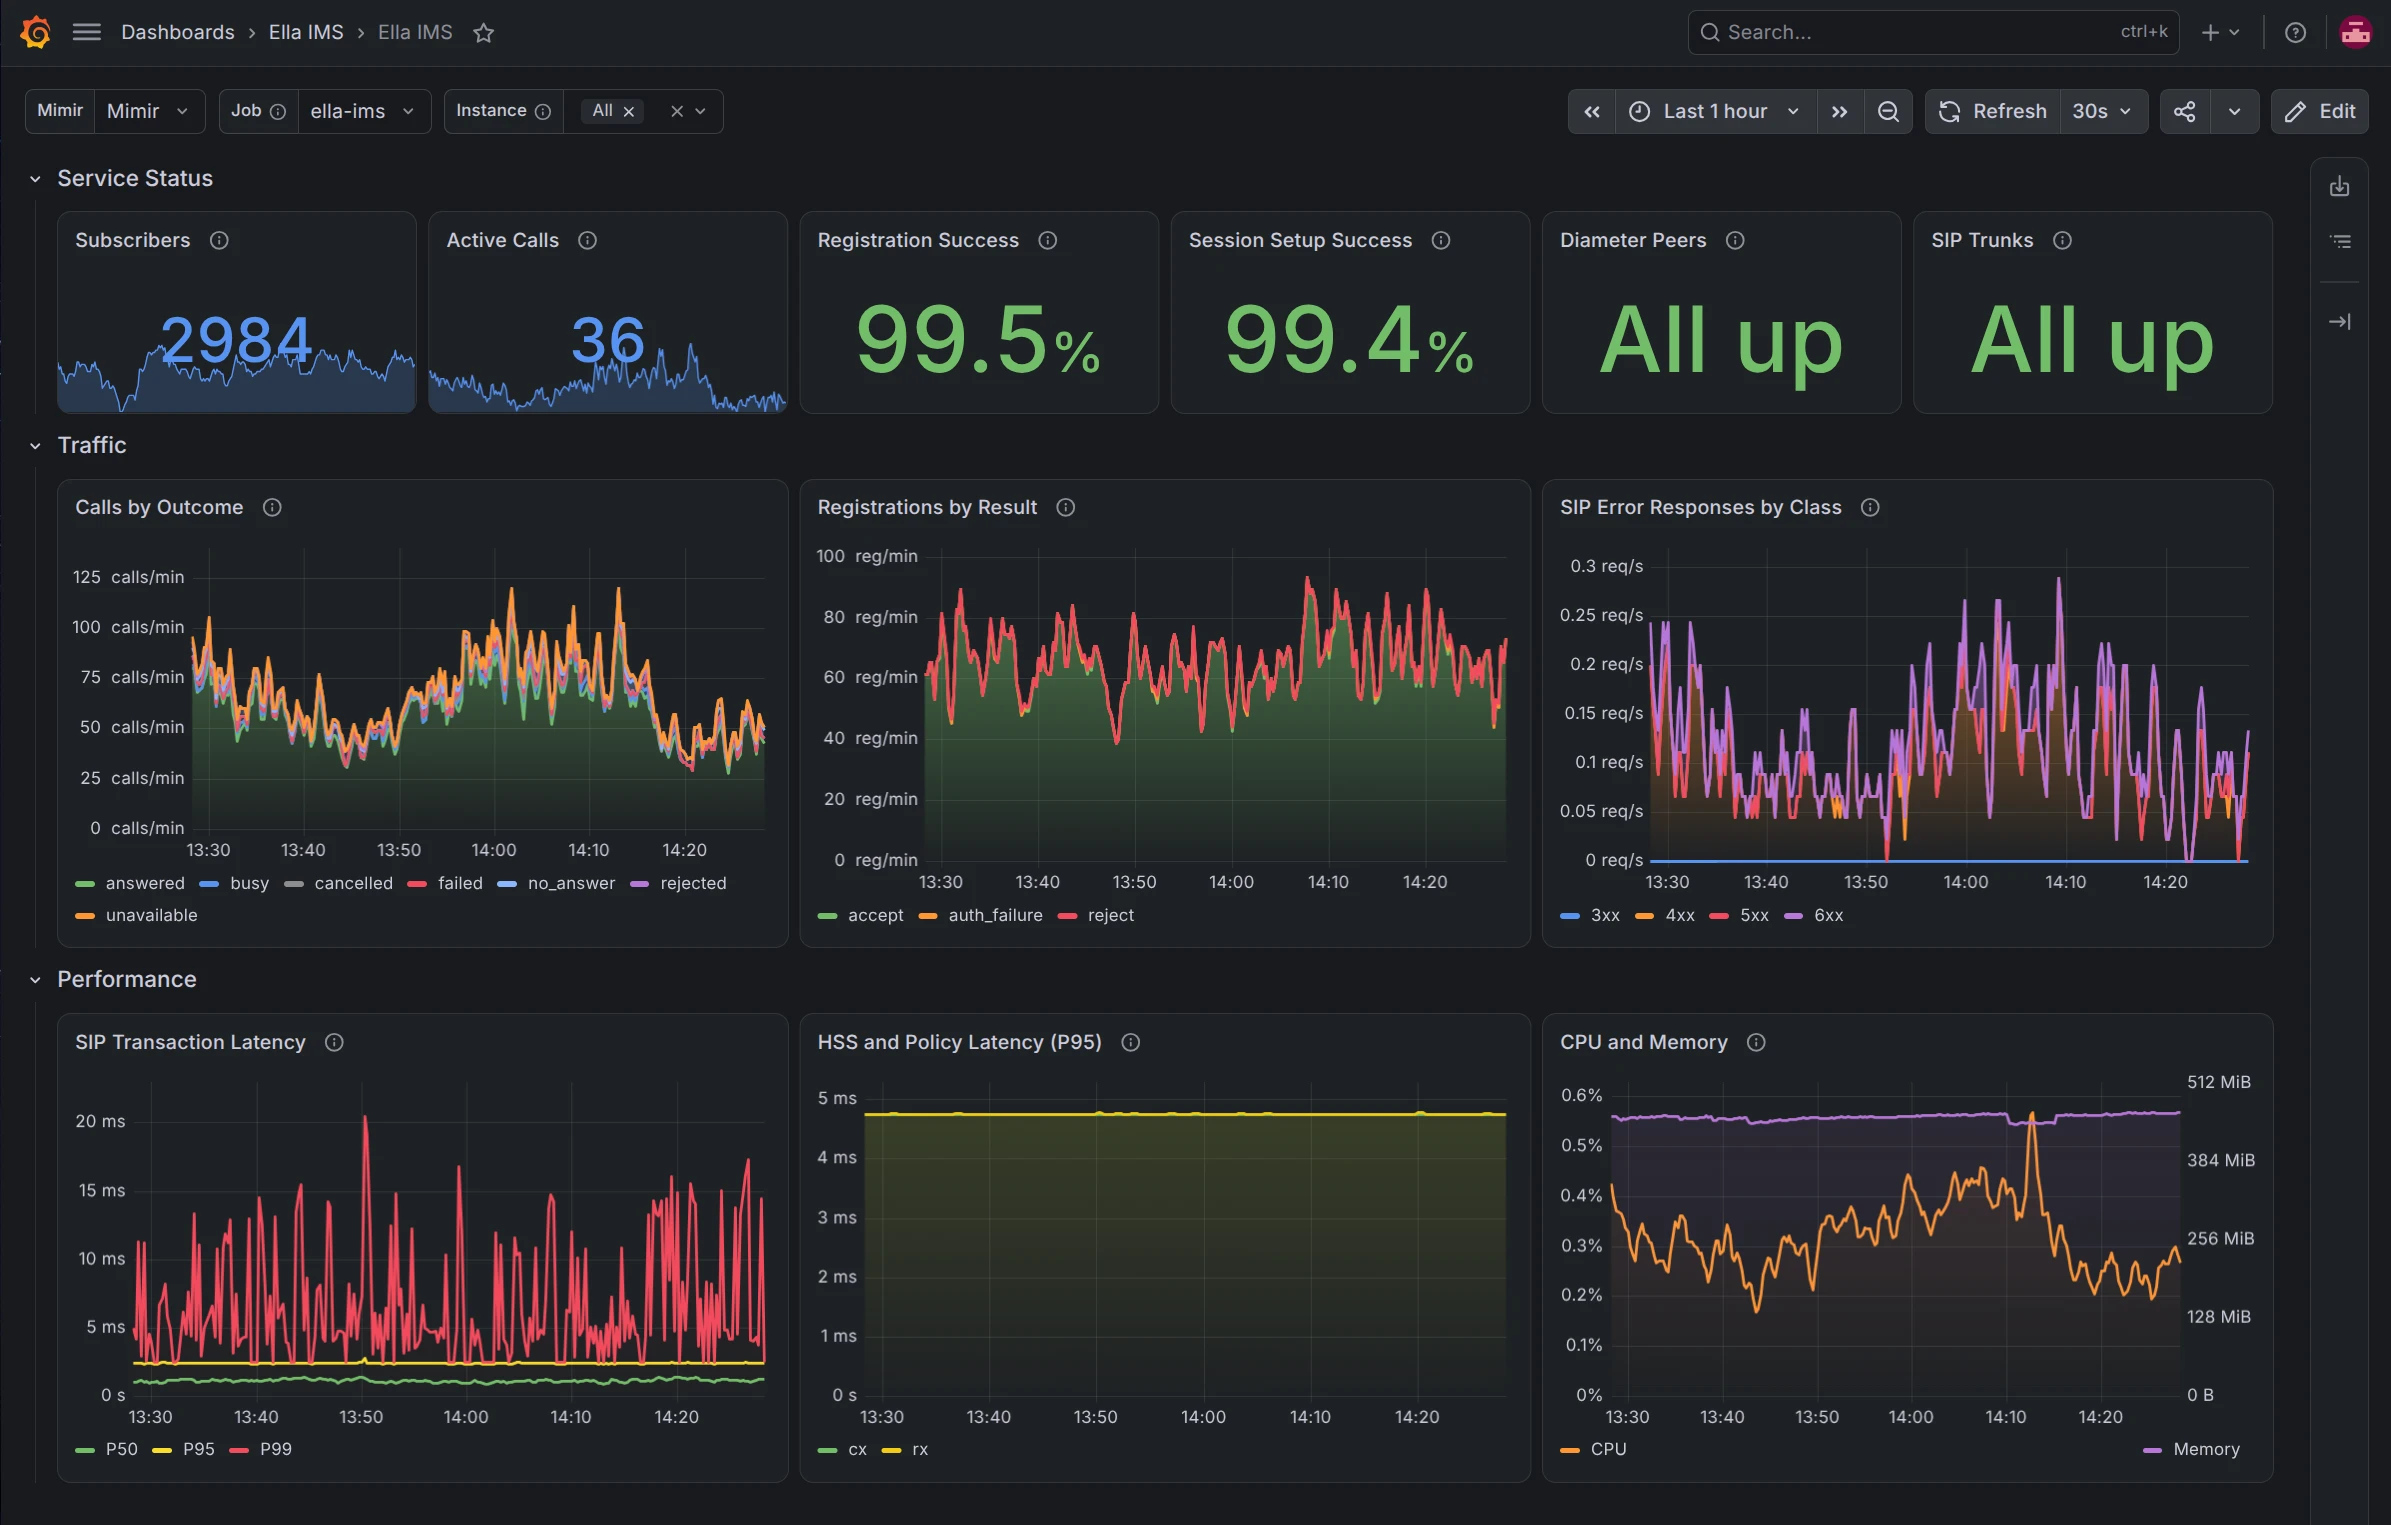 Dashboards › Ella IMS › Ella IMS
Search... ctrl+k
Mimir Mimir Job ella-ims Instance All Last 1 hour Refresh 30s Edit
Service Status
Subscribers
2984
Active Calls
36
Registration Success
99.5%
Session Setup Success
99.4%
Diameter Peers
All up
SIP Trunks
All up
Traffic
Calls by Outcome
125 calls/min
100 calls/min
75 calls/min
50 calls/min
25 calls/min
0 calls/min
13:30 13:40 13:50 14:00 14:10 14:20
answered busy cancelled failed no_answer rejected
unavailable
Registrations by Result
100 reg/min
80 reg/min
60 reg/min
40 reg/min
20 reg/min
0 reg/min
13:30 13:40 13:50 14:00 14:10 14:20
accept auth_failure reject
SIP Error Responses by Class
0.3 req/s
0.25 req/s
0.2 req/s
0.15 req/s
0.1 req/s
0.05 req/s
0 req/s
13:30 13:40 13:50 14:00 14:10 14:20
3xx 4xx 5xx 6xx
Performance
SIP Transaction Latency
20 ms
15 ms
10 ms
5 ms
0 s
13:30 13:40 13:50 14:00 14:10 14:20
P50 P95 P99
HSS and Policy Latency (P95)
5 ms
4 ms
3 ms
2 ms
1 ms
0 s
13:30 13:40 13:50 14:00 14:10 14:20
cx rx
CPU and Memory
0.6%
0.5%
0.4%
0.3%
0.2%
0.1%
0%
512 MiB
384 MiB
256 MiB
128 MiB
0 B
13:30 13:40 13:50 14:00 14:10 14:20
CPU Memory